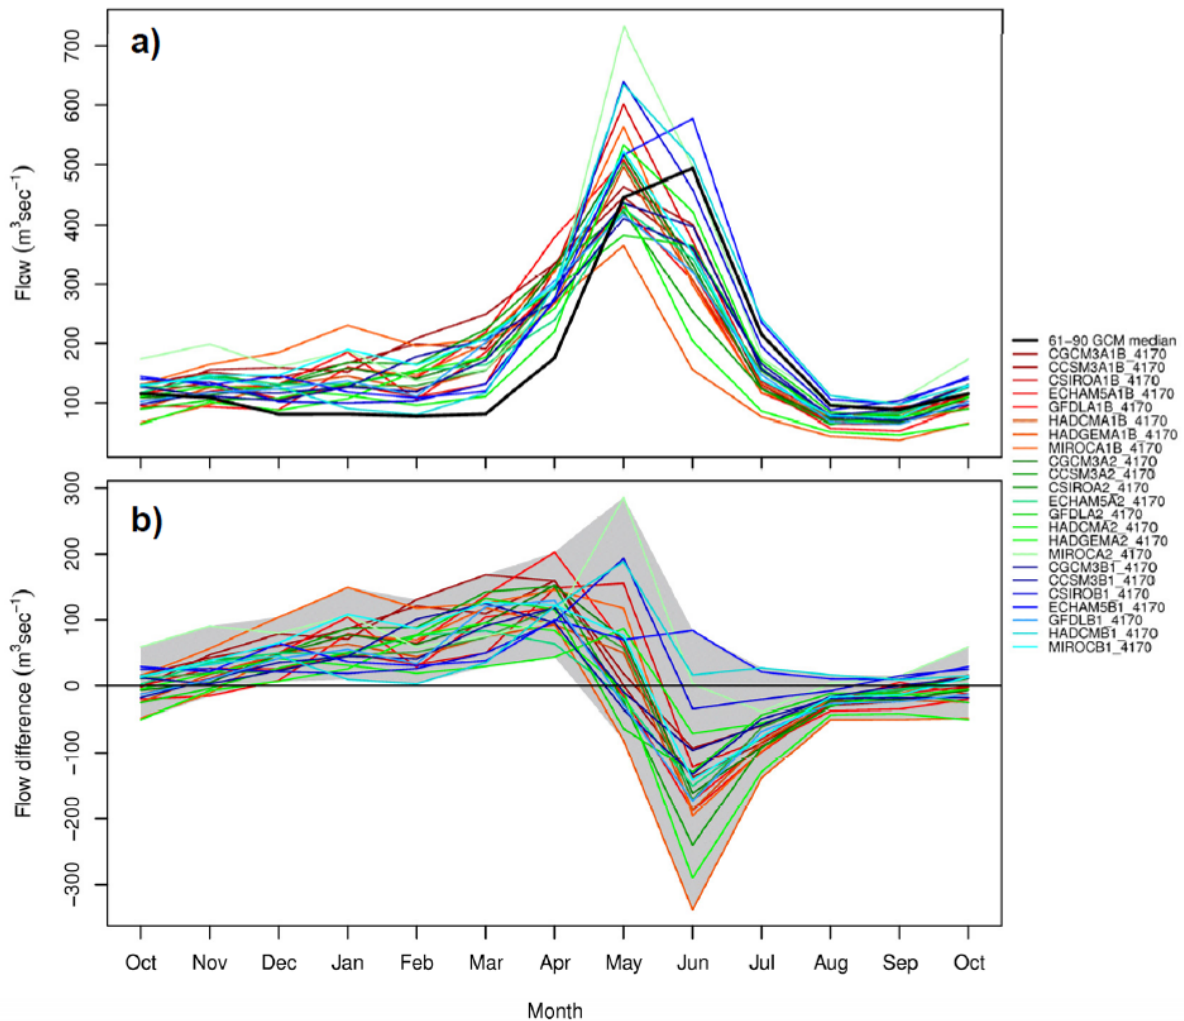 a)
700
600
500
400
300
200
100
Flow (m³sec⁻¹)
61−90 GCM median
CGCM3A1B_4170
CCSM3A1B_4170
CSIROA1B_4170
ECHAM5A1B_4170
GFDLA1B_4170
HADCMA1B_4170
HADGEMA1B_4170
MIROCA1B_4170
CGCM3A2_4170
CCSM3A2_4170
CSIROA2_4170
ECHAM5A2_4170
GFDLA2_4170
HADCMA2_4170
HADGEMA2_4170
MIROCA2_4170
CGCM3B1_4170
CCSM3B1_4170
CSIROB1_4170
ECHAM5B1_4170
GFDLB1_4170
HADCMB1_4170
MIROCB1_4170
b)
300
200
100
0
−100
−200
−300
Flow difference (m³sec⁻¹)
Oct Nov Dec Jan Feb Mar Apr May Jun Jul Aug Sep Oct
Month